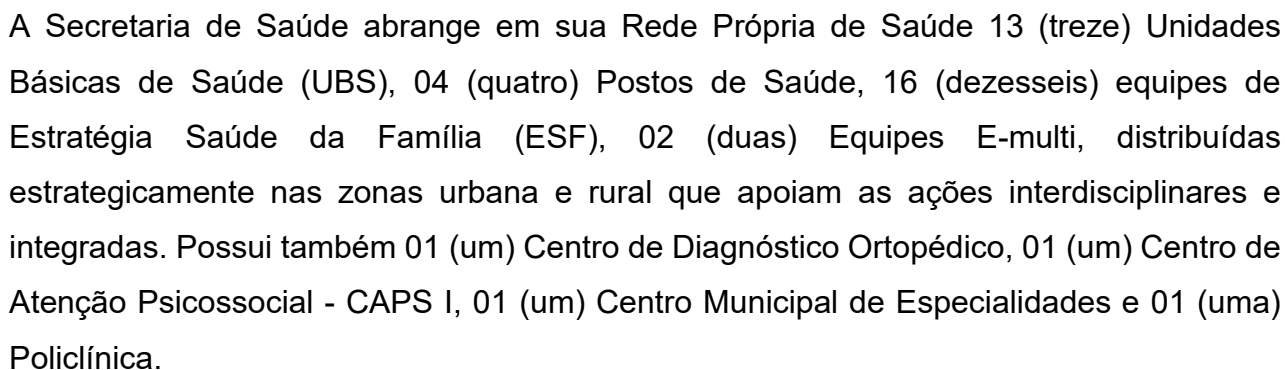 A Secretaria de Saúde abrange em sua Rede Própria de Saúde 13 (treze) Unidades
Básicas de Saúde (UBS), 04 (quatro) Postos de Saúde, 16 (dezesseis) equipes de
Estratégia Saúde da Família (ESF), 02 (duas) Equipes E-multi, distribuídas
estrategicamente nas zonas urbana e rural que apoiam as ações interdisciplinares e
integradas. Possui também 01 (um) Centro de Diagnóstico Ortopédico, 01 (um) Centro de
Atenção Psicossocial - CAPS I, 01 (um) Centro Municipal de Especialidades e 01 (uma)
Policlínica.